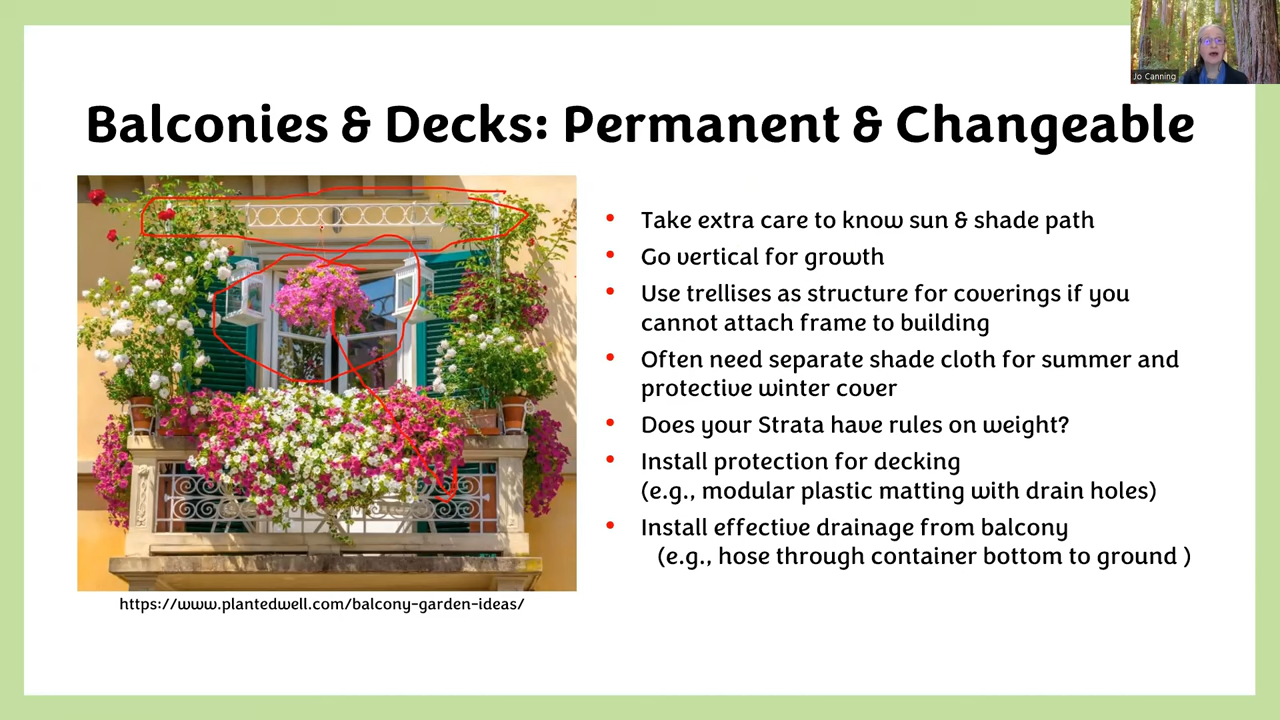 Jo Canning
Balconies & Decks: Permanent & Changeable
• Take extra care to know sun & shade path
• Go vertical for growth
• Use trellises as structure for coverings if you
cannot attach frame to building
• Often need separate shade cloth for summer and
protective winter cover
• Does your Strata have rules on weight?
• Install protection for decking
(e.g., modular plastic matting with drain holes)
• Install effective drainage from balcony
(e.g., hose through container bottom to ground )
https://www.plantedwell.com/balcony-garden-ideas/